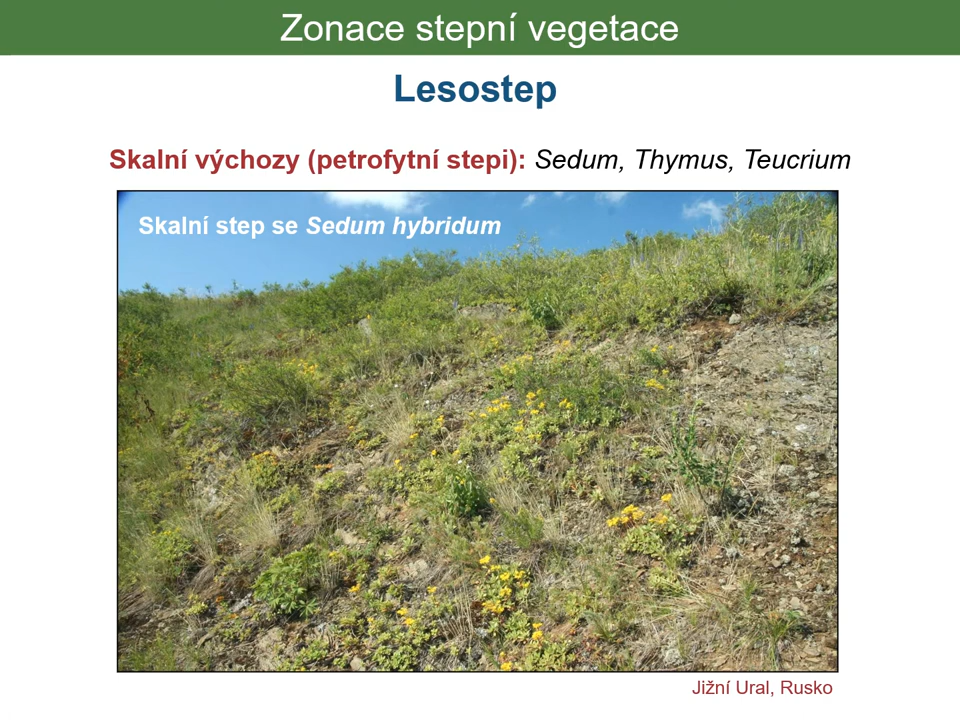 Zonace stepní vegetace
Lesostep
Skalní výchozy (petrofytní stepi): Sedum, Thymus, Teucrium
Skalní step se Sedum hybridum
Jižní Ural, Rusko